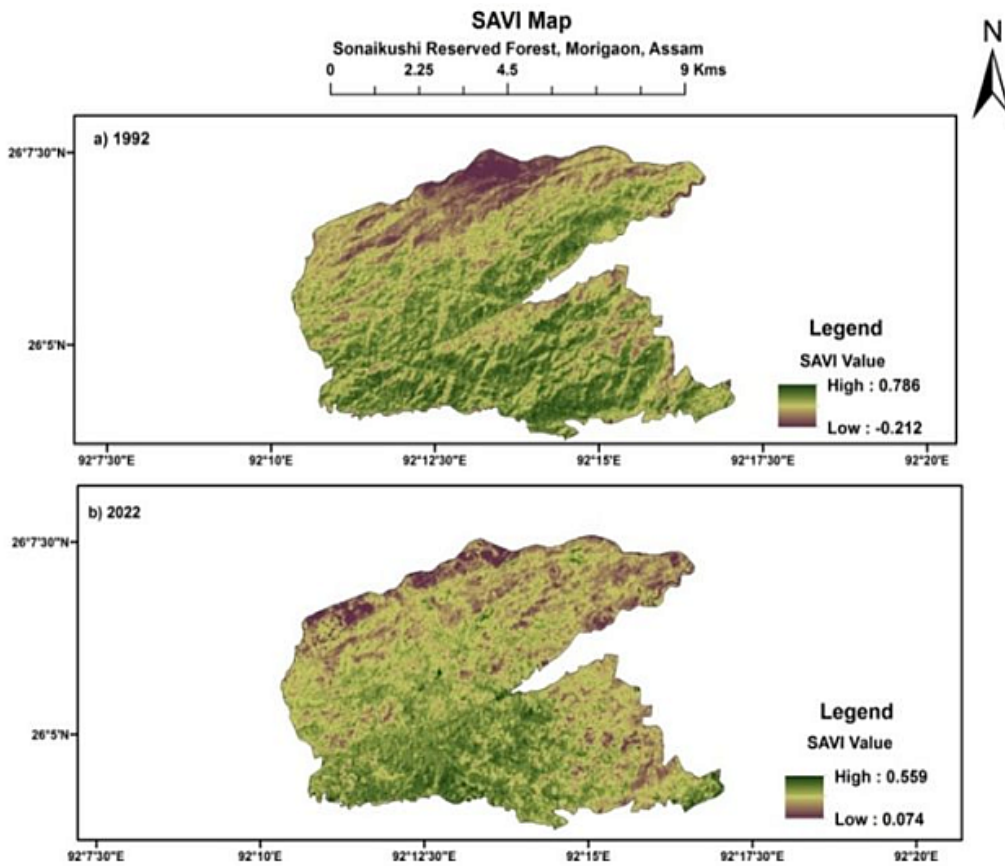 SAVI Map
Sonaikushi Reserved Forest, Morigaon, Assam
0 2.25 4.5 9 Kms
N
a) 1992
26°7'30"N
26°5'N
Legend
SAVI Value
High : 0.786
Low : -0.212
92°7'30"E 92°10'E 92°12'30"E 92°15'E 92°17'30"E 92°20'E
b) 2022
26°7'30"N
26°5'N
Legend
SAVI Value
High : 0.559
Low : 0.074
92°7'30"E 92°10'E 92°12'30"E 92°15'E 92°17'30"E 92°20'E